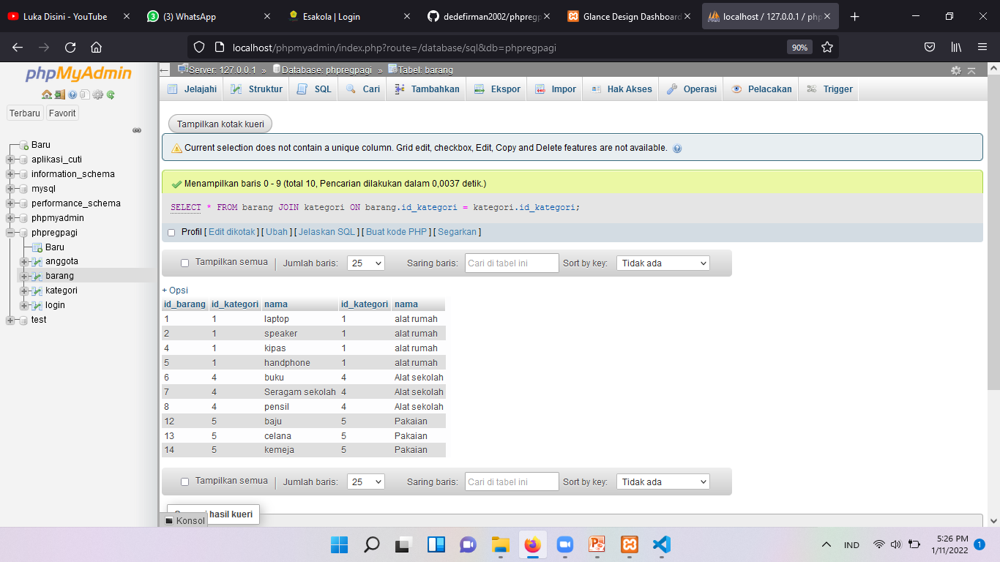 Luka Disini - YouTube
(3) WhatsApp
Esakola | Login
dedefirman2002/phpregp
Glance Design Dashboard
localhost / 127.0.0.1 / php
localhost/phpmyadmin/index.php?route=/database/sql&db=phpregpagi
90%
phpMyAdmin
Terbaru Favorit
Baru
aplikasi_cuti
information_schema
mysql
performance_schema
phpmyadmin
phpregpagi
Baru
anggota
barang
kategori
login
test
Server: 127.0.0.1 » Database: phpregpagi » Tabel: barang
Jelajahi Struktur SQL Cari Tambahkan Ekspor Impor Hak Akses Operasi Pelacakan Trigger
Tampilkan kotak kueri
Current selection does not contain a unique column. Grid edit, checkbox, Edit, Copy and Delete features are not available.
Menampilkan baris 0 - 9 (total 10, Pencarian dilakukan dalam 0,0037 detik.)
SELECT * FROM barang JOIN kategori ON barang.id_kategori = kategori.id_kategori;
Profil [ Edit dikotak ] [ Ubah ] [ Jelaskan SQL ] [ Buat kode PHP ] [ Segarkan ]
Tampilkan semua | Jumlah baris: 25 Saring baris: Cari di tabel ini Sort by key: Tidak ada
+ Opsi
id_barang id_kategori nama id_kategori nama
1 1 laptop 1 alat rumah
2 1 speaker 1 alat rumah
4 1 kipas 1 alat rumah
5 1 handphone 1 alat rumah
6 4 buku 4 Alat sekolah
7 4 Seragam sekolah 4 Alat sekolah
8 4 pensil 4 Alat sekolah
12 5 baju 5 Pakaian
13 5 celana 5 Pakaian
14 5 kemeja 5 Pakaian
Tampilkan semua | Jumlah baris: 25 Saring baris: Cari di tabel ini Sort by key: Tidak ada
hasil kueri
Konsol
IND
5:26 PM
1/11/2022
1